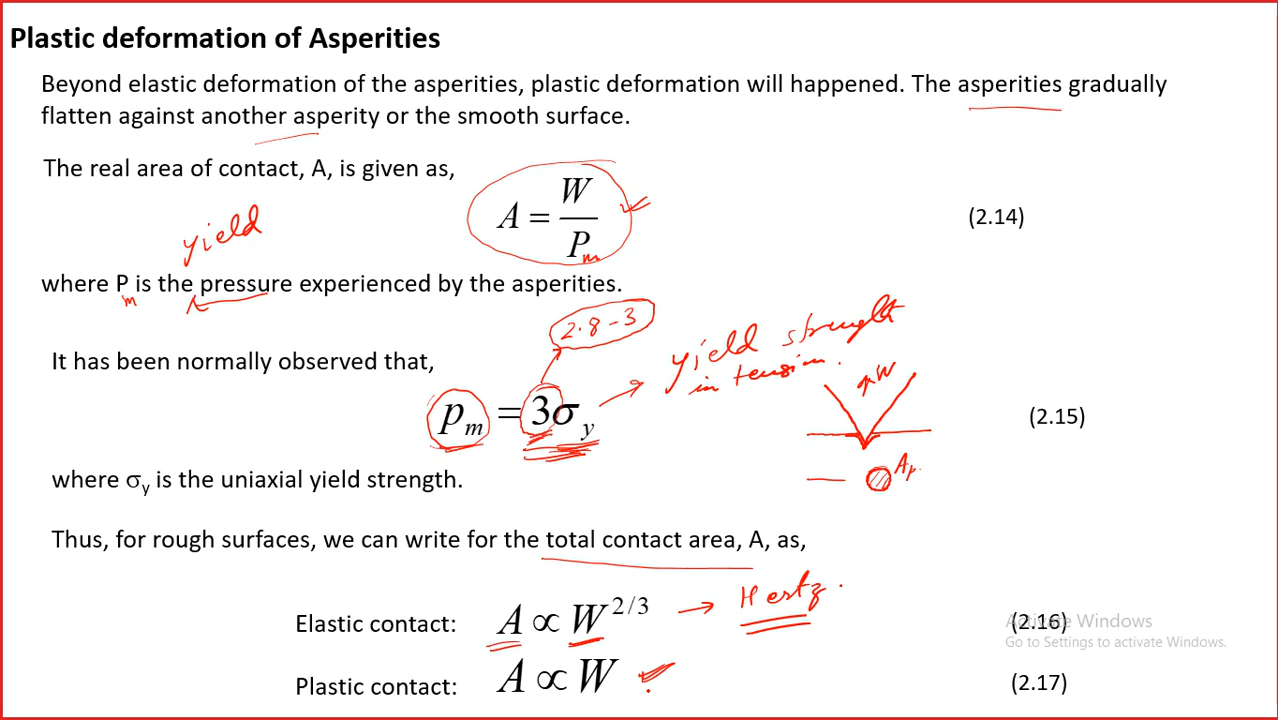 Plastic deformation of Asperities
Beyond elastic deformation of the asperities, plastic deformation will happened. The asperities gradually
flatten against another asperity or the smooth surface.
The real area of contact, A, is given as,
A = W / Pm (2.14)
yield
where P is the pressure experienced by the asperities.
m
2.8-3
yield strength
in tension.
It has been normally observed that,
W
pm = 3σy (2.15)
where σy is the uniaxial yield strength.
Thus, for rough surfaces, we can write for the total contact area, A, as,
Hertz.
Elastic contact: A ∝ W^2/3 (2.16)
Plastic contact: A ∝ W (2.17)
Activate Windows
Go to Settings to activate Windows.